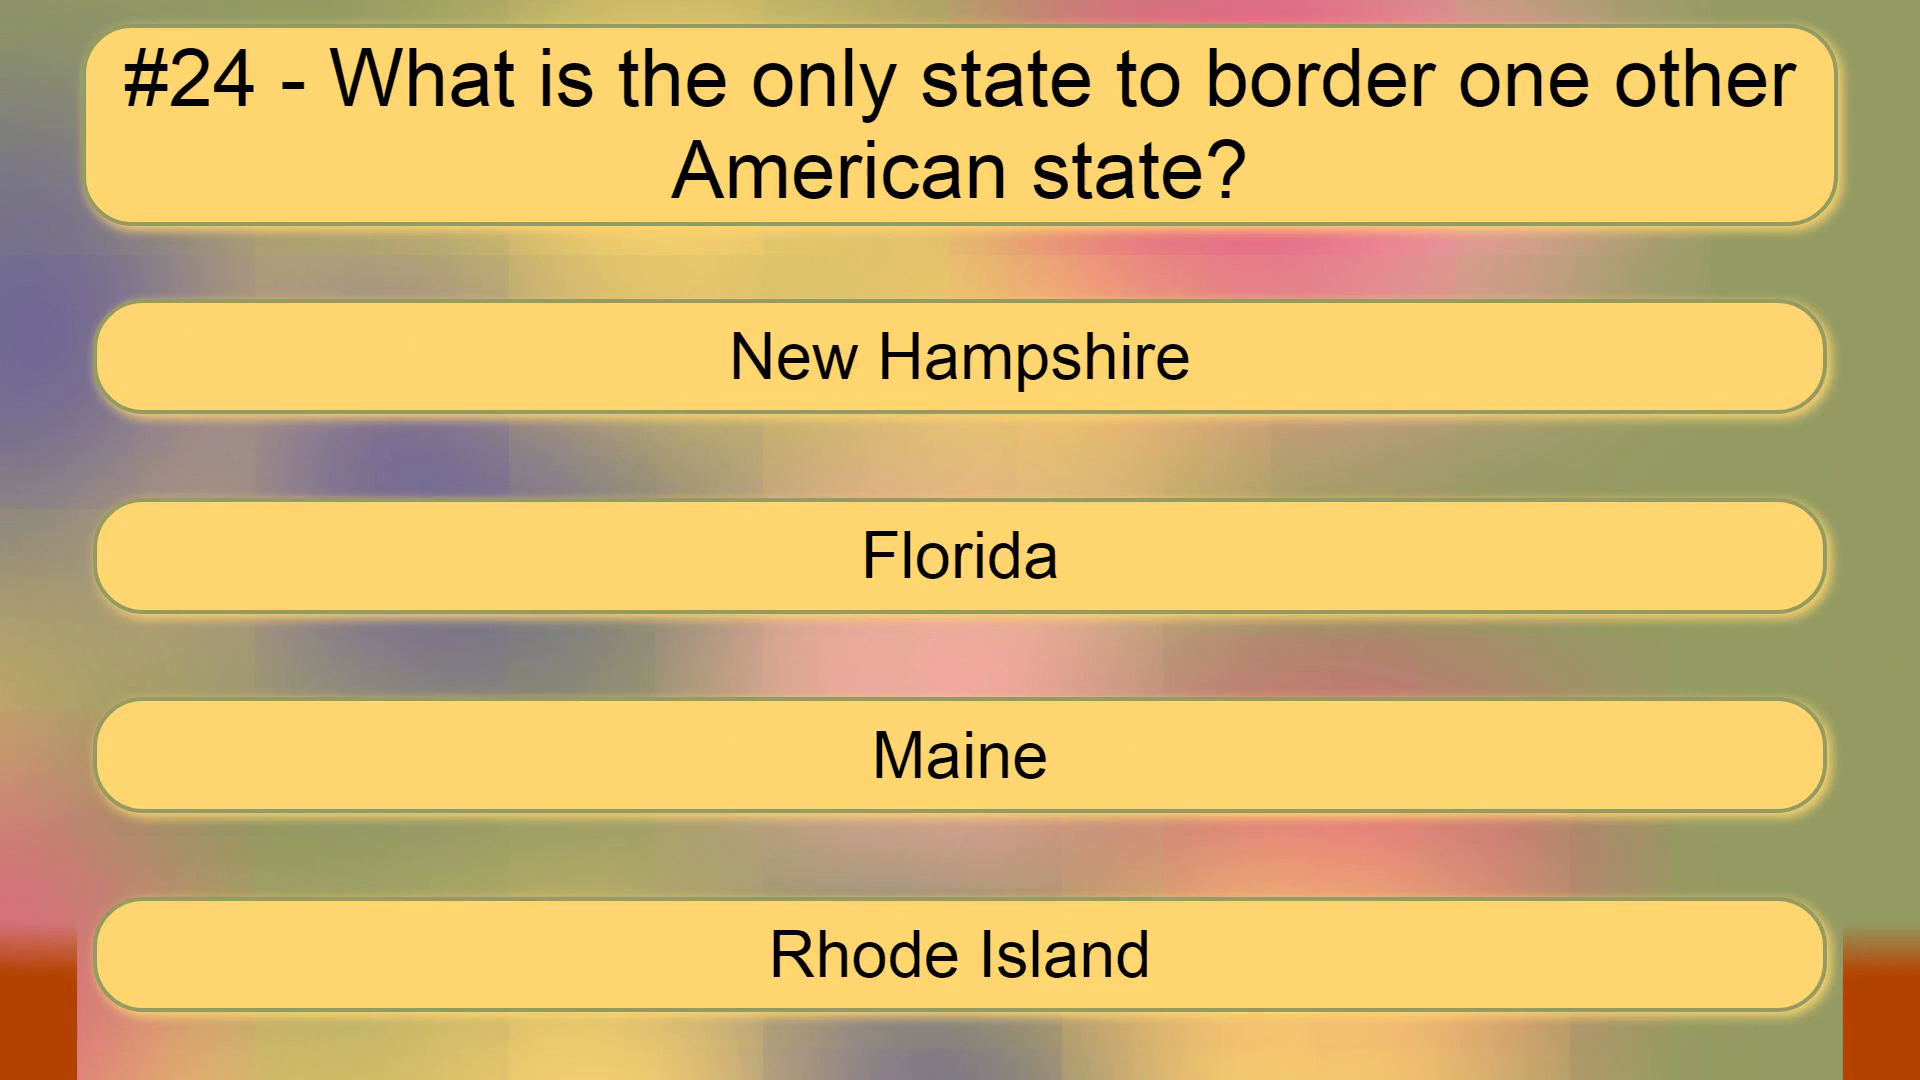 #24 - What is the only state to border one other
American state?
New Hampshire
Florida
Maine
Rhode Island